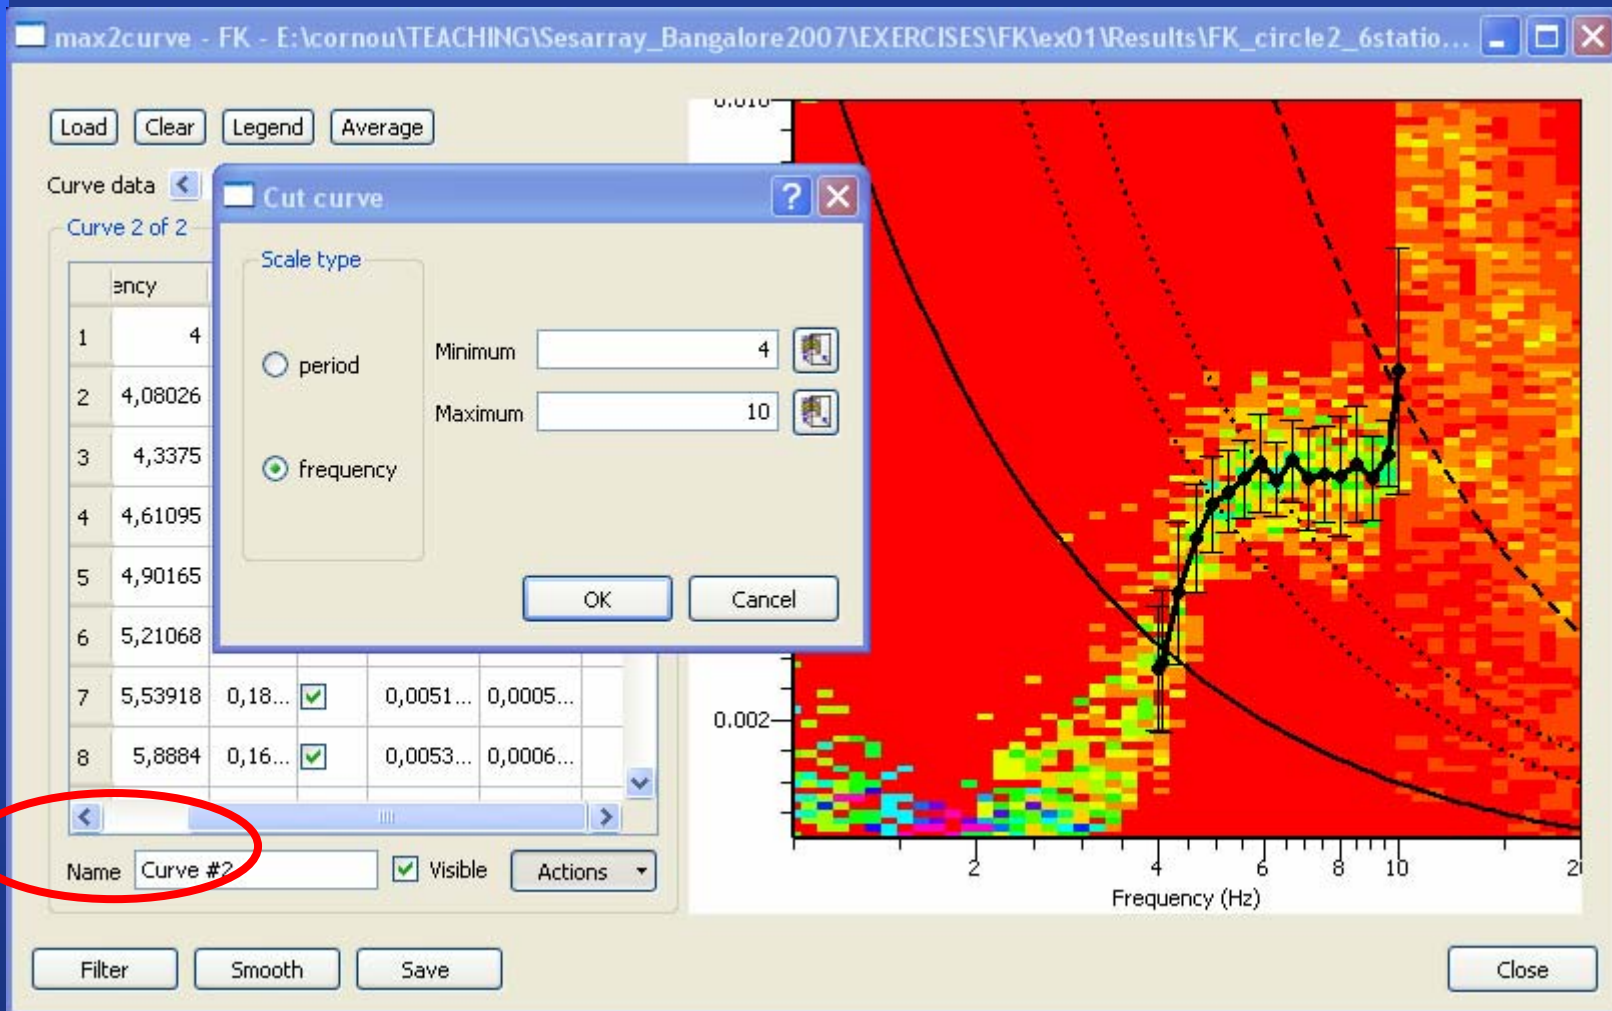 max2curve - FK - E:\cornou\TEACHING\Sesarray_Bangalore2007\EXERCISES\FK\ex01\Results\FK_circle2_6statio...
Load Clear Legend Average
Curve data
Curve 2 of 2
ency
1 4
2 4,08026
3 4,3375
4 4,61095
5 4,90165
6 5,21068
7 5,53918 0,18... 0,0051... 0,0005...
8 5,8884 0,16... 0,0053... 0,0006...
Name Curve #2 Visible Actions
Filter Smooth Save Close
Cut curve
Scale type
period
frequency
Minimum 4
Maximum 10
OK Cancel
0.010
0.002
2 4 6 8 10
Frequency (Hz)